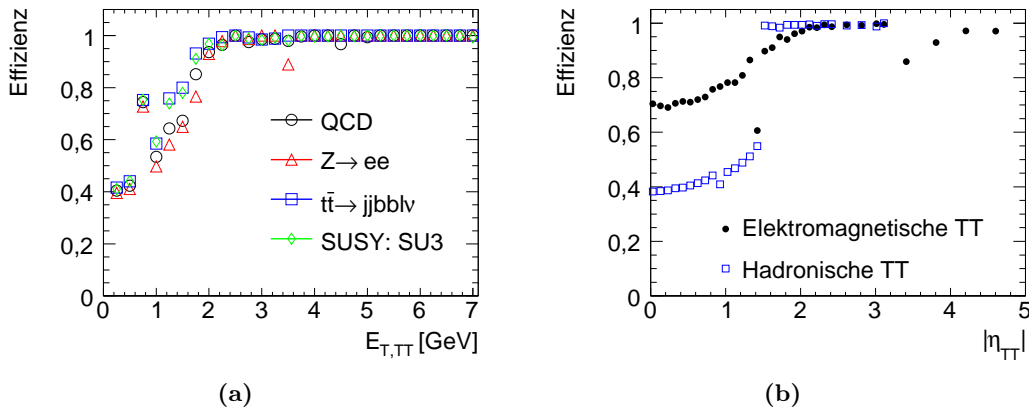 Effizienz
1
0,8
0,6
0,4
0,2
0
0 1 2 3 4 5 6 7
E_T,TT [GeV]
QCD
Z→ ee
tt̄→ jjbblν
SUSY: SU3
(a)
Effizienz
1
0,8
0,6
0,4
0,2
0
0 1 2 3 4 5
|η_TT|
Elektromagnetische TT
Hadronische TT
(b)